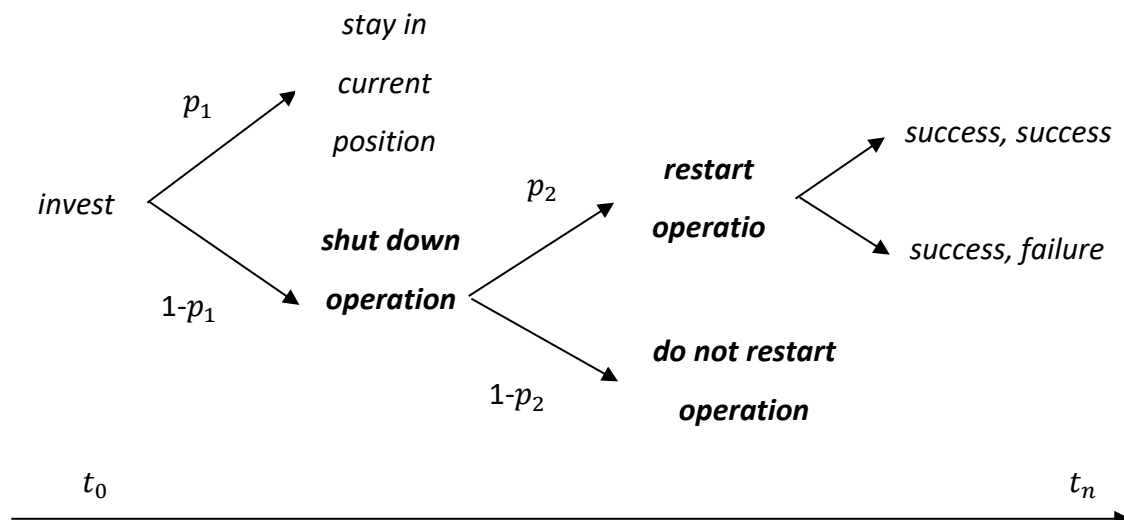 stay in
current
position
p₁
invest
shut down
operation
1-p₁
p₂
restart
operatio
success, success
success, failure
do not restart
operation
1-p₂
t₀
tₙ